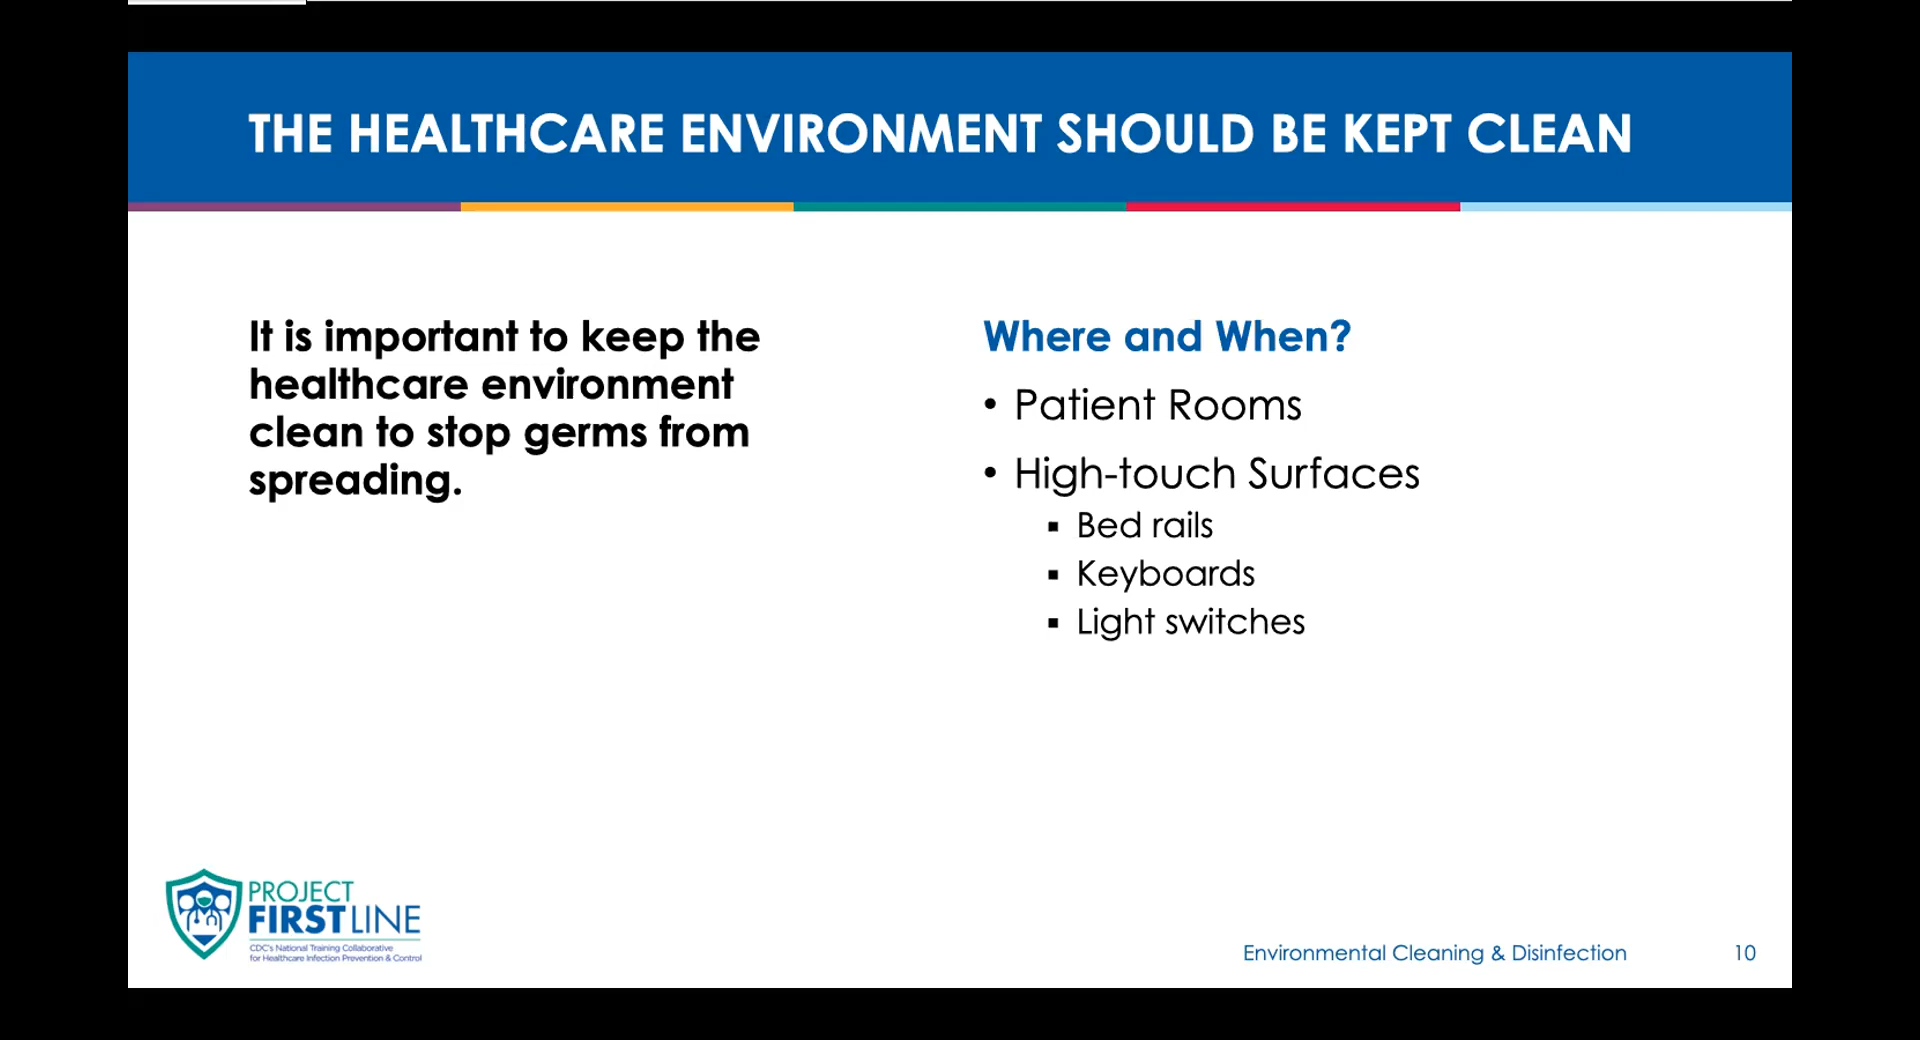 THE HEALTHCARE ENVIRONMENT SHOULD BE KEPT CLEAN
It is important to keep the
healthcare environment
clean to stop germs from
spreading.
Where and When?
• Patient Rooms
• High-touch Surfaces
▪ Bed rails
▪ Keyboards
▪ Light switches
PROJECT
FIRSTLINE
CDC's National Training Collaborative
for Healthcare Infection Prevention & Control
Environmental Cleaning & Disinfection
10